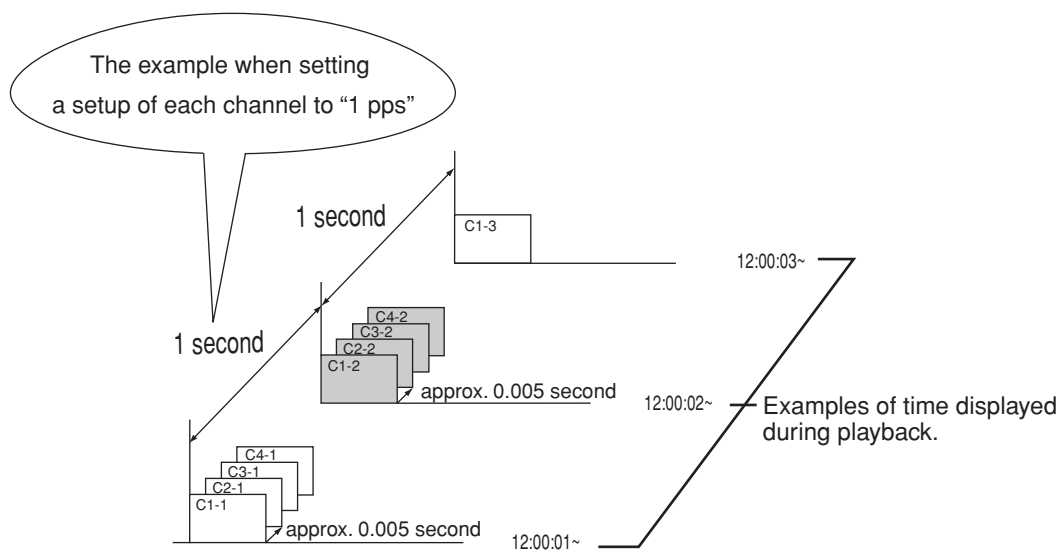 The example when setting
a setup of each channel to “1 pps”
1 second
C1-3
12:00:03~
1 second
C4-2
C3-2
C2-2
C1-2
approx. 0.005 second
12:00:02~
Examples of time displayed
during playback.
C4-1
C3-1
C2-1
C1-1
approx. 0.005 second
12:00:01~